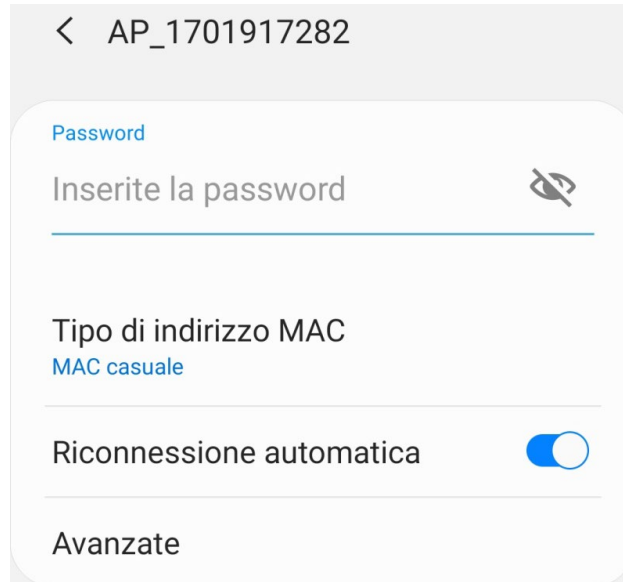 AP_1701917282
Password
Inserite la password
Tipo di indirizzo MAC
MAC casuale
Riconnessione automatica
Avanzate